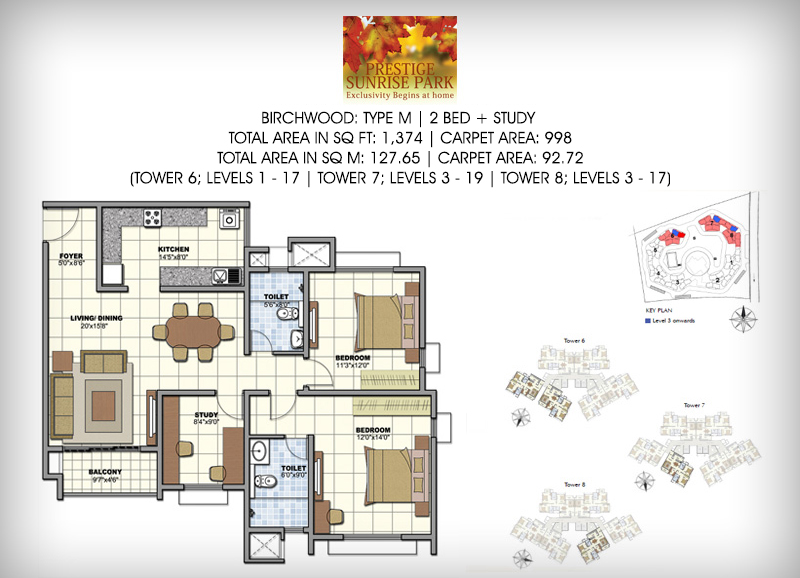 PRESTIGE
SUNRISE PARK
Exclusivity Begins at home
BIRCHWOOD: TYPE M | 2 BED + STUDY
TOTAL AREA IN SQ FT: 1,374 | CARPET AREA: 998
TOTAL AREA IN SQ M: 127.65 | CARPET AREA: 92.72
(TOWER 6; LEVELS 1 - 17 | TOWER 7; LEVELS 3 - 19 | TOWER 8; LEVELS 3 - 17)
FOYER
5'0"x8'6"
KITCHEN
14'5"x8'0"
TOILET
5'6"x8'0"
LIVING/ DINING
20'x15'8"
BEDROOM
11'3"x12'0"
STUDY
8'4"x9'0"
BEDROOM
12'0"x14'0"
TOILET
6'0"x9'0"
BALCONY
9'7"x4'6"
KEY PLAN
Level 3 onwards
Tower 6
Tower 7
Tower 8